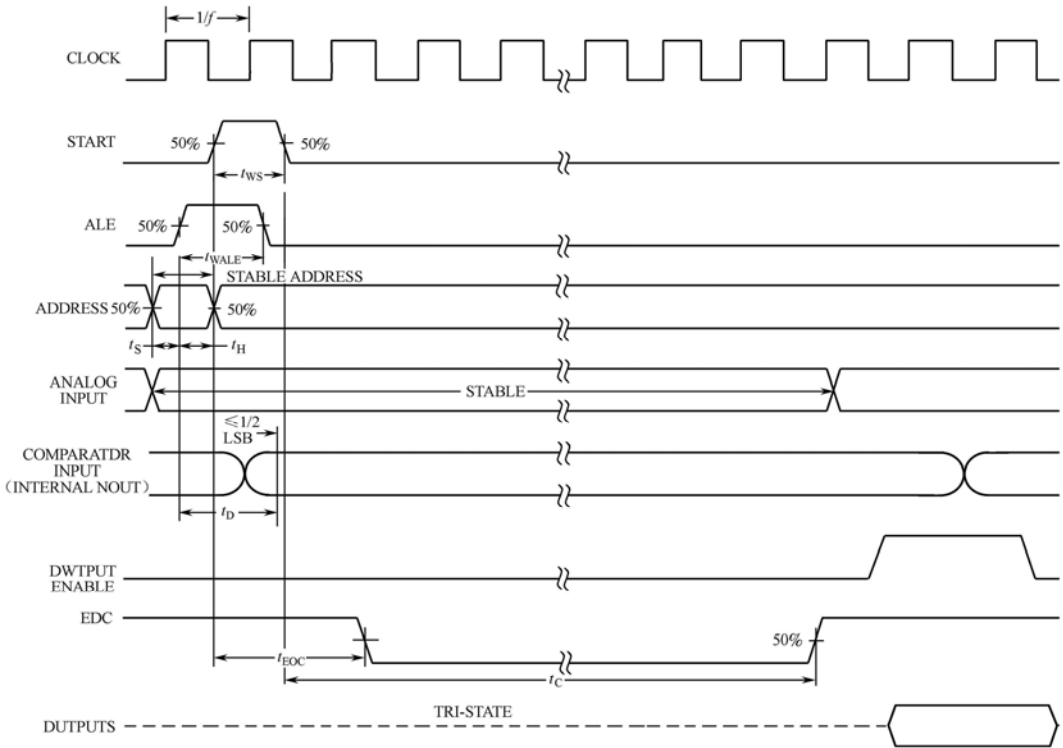 1/f
CLOCK
START
50%
50%
tWS
ALE
50%
50%
tWALE
STABLE ADDRESS
ADDRESS 50%
50%
tS
tH
ANALOG
INPUT
STABLE
≤1/2
LSB
COMPARATDR
INPUT
(INTERNAL NOUT)
tD
DWTPUT
ENABLE
EDC
50%
tEOC
tC
TRI-STATE
DUTPUTS